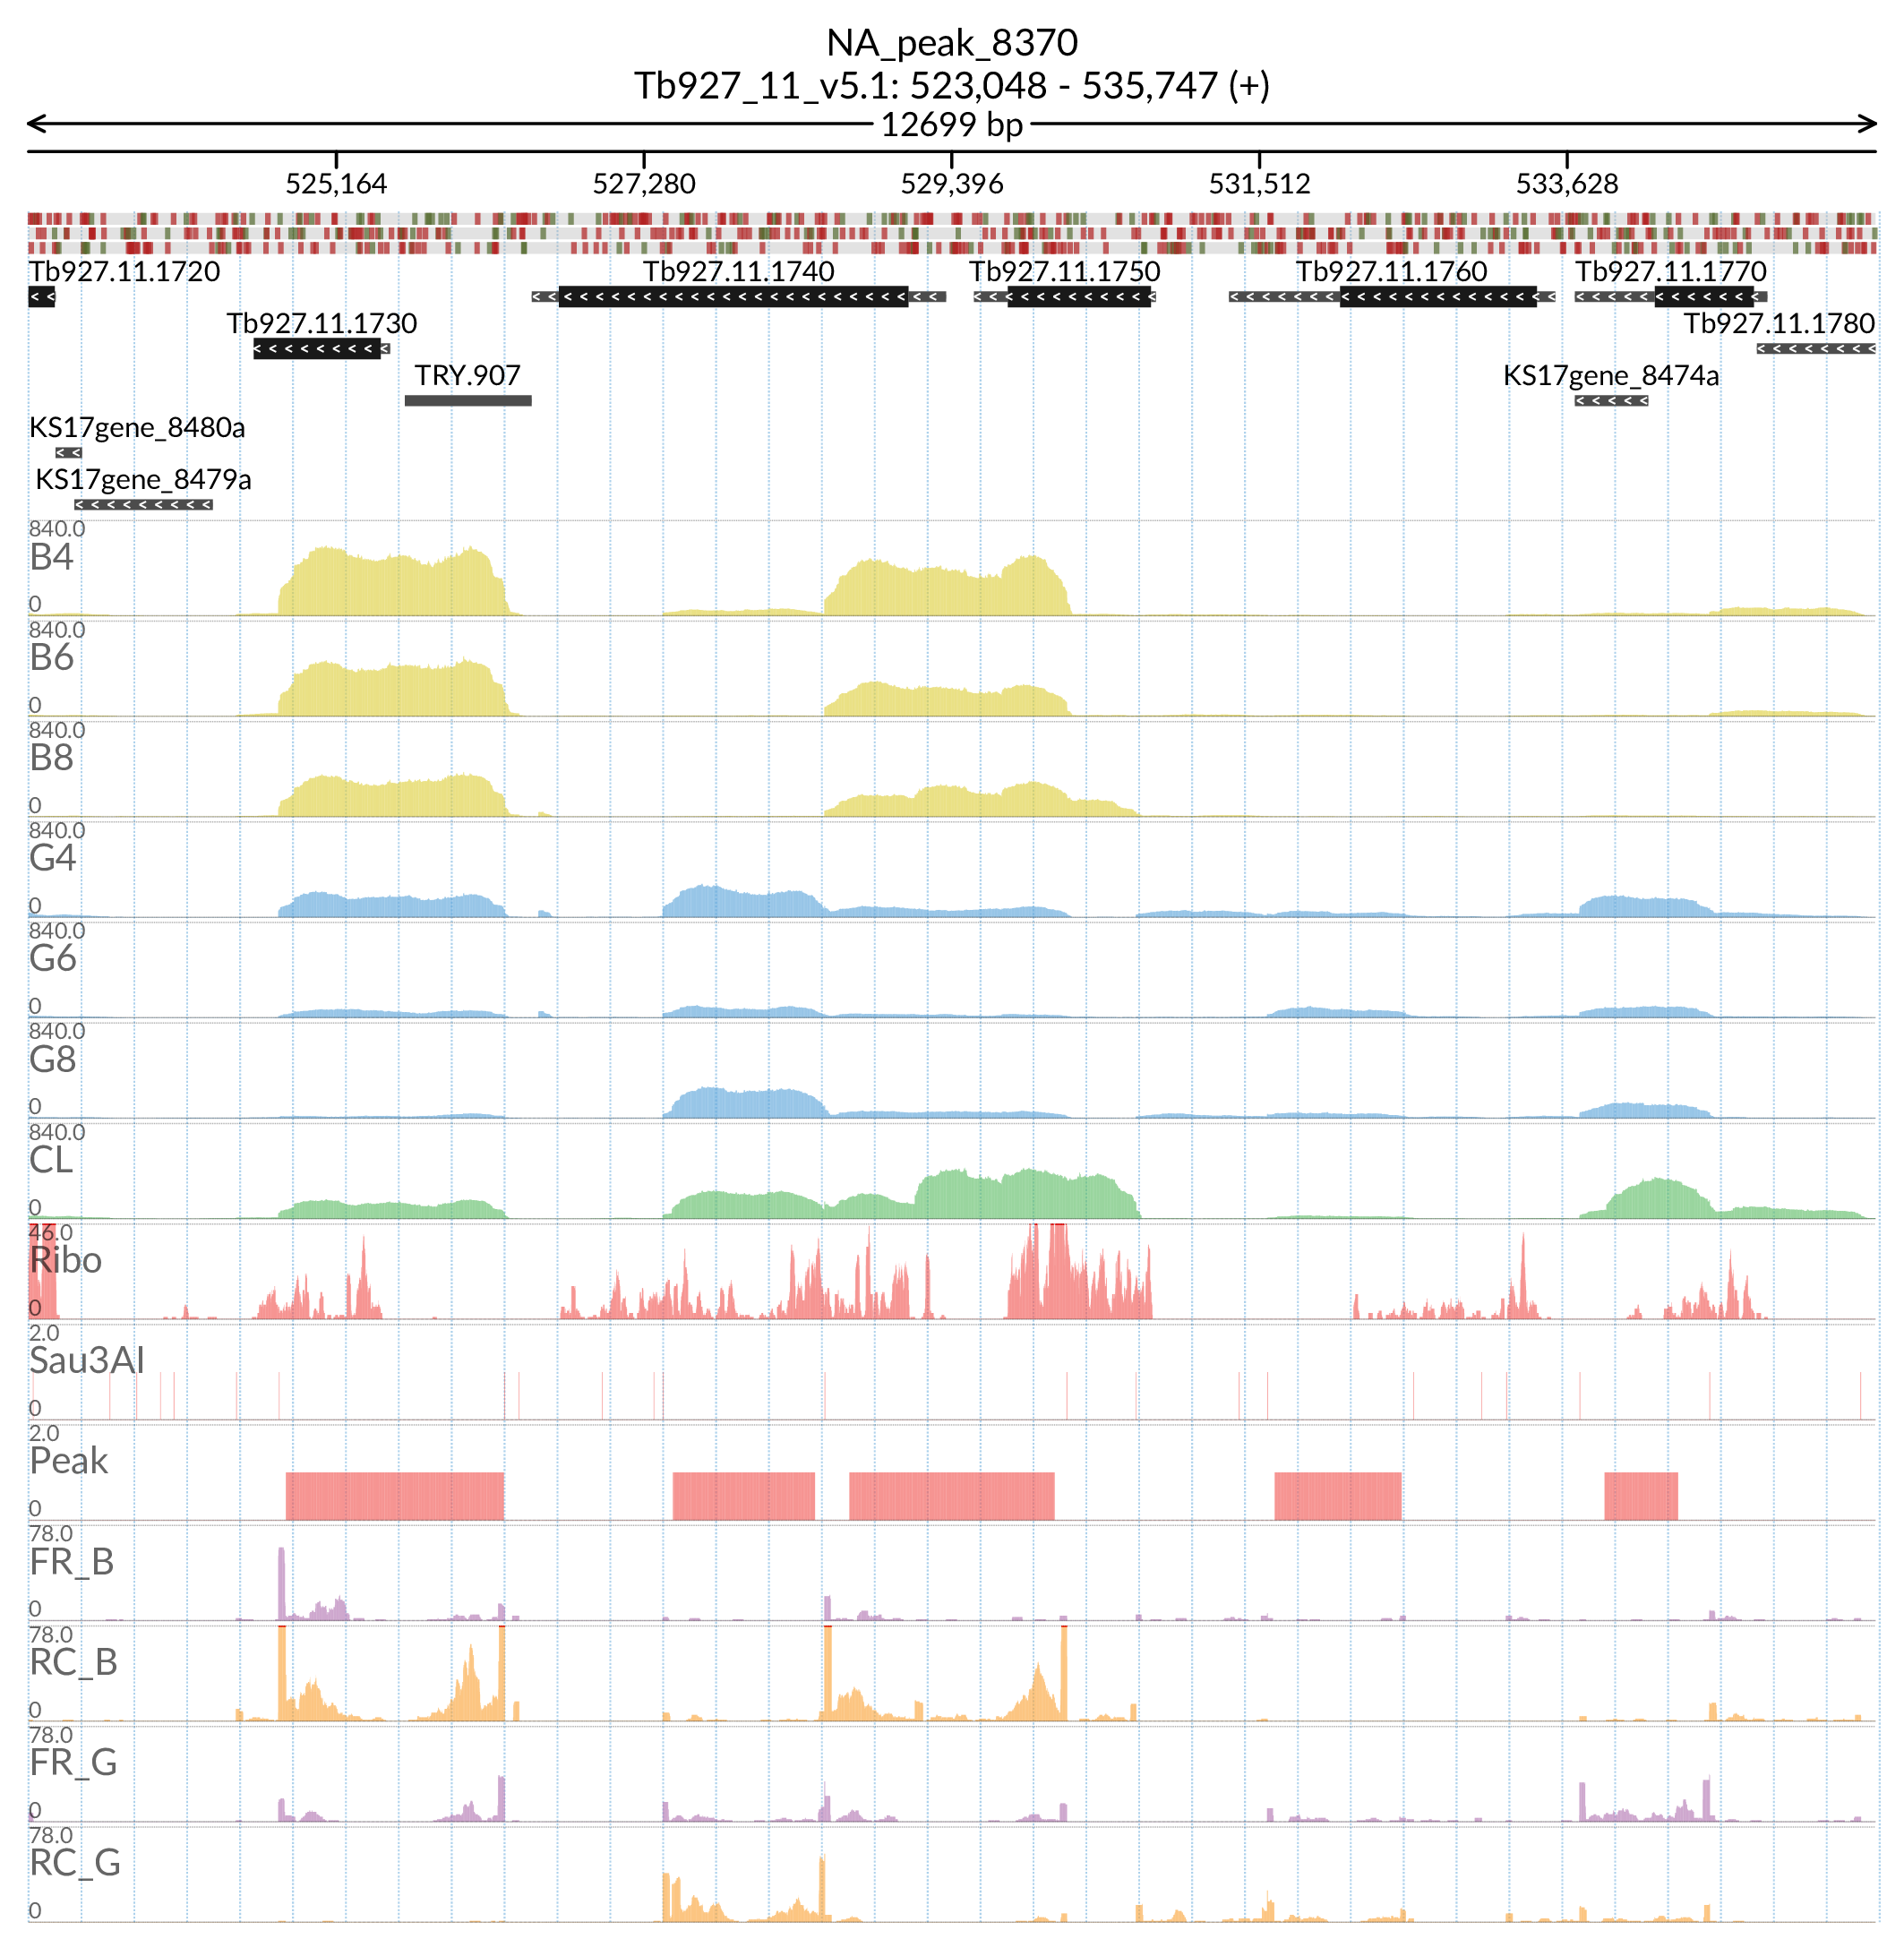 NA_peak_8370
Tb927_11_v5.1: 523,048 - 535,747 (+)
12699 bp
525,164 527,280 529,396 531,512 533,628
Tb927.11.1720 Tb927.11.1740 Tb927.11.1750 Tb927.11.1760 Tb927.11.1770
Tb927.11.1730 Tb927.11.1780
TRY.907 KS17gene_8474a
KS17gene_8480a
KS17gene_8479a
840.0
B4
0
840.0
B6
0
840.0
B8
0
840.0
G4
0
840.0
G6
0
840.0
G8
0
840.0
CL
0
46.0
Ribo
0
2.0
Sau3AI
0
2.0
Peak
0
78.0
FR_B
0
78.0
RC_B
0
78.0
FR_G
0
78.0
RC_G
0